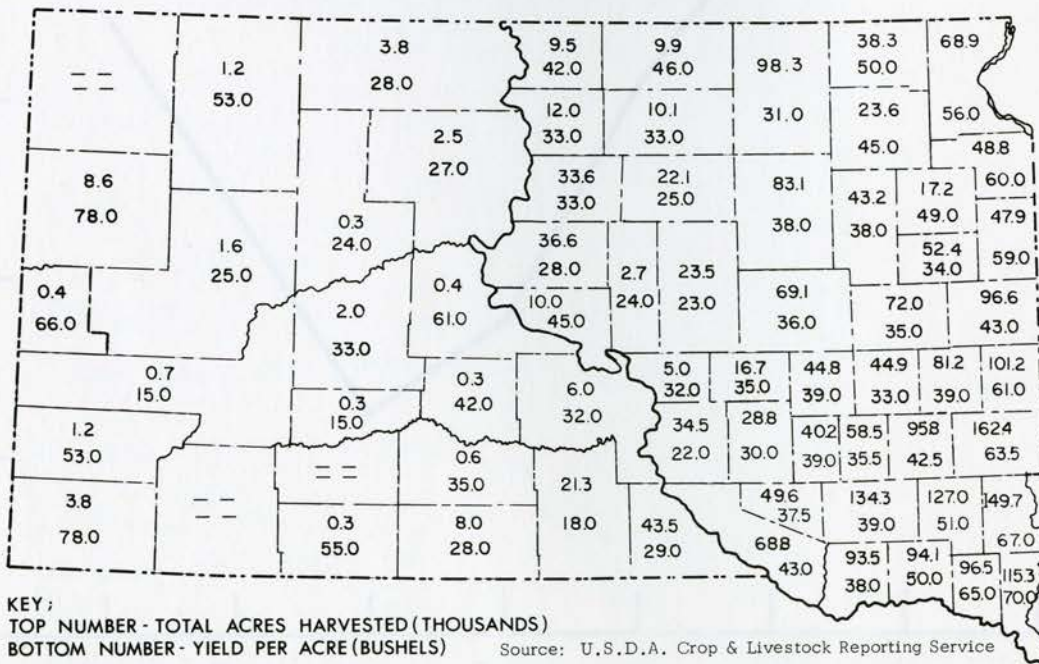 3.8 9.5 9.9 38.3 68.9
1.2 28.0 42.0 46.0 98.3 50.0
53.0 12.0 10.1 31.0 23.6 56.0
2.5 33.0 33.0 45.0 48.8
27.0 33.6 22.1 83.1 43.2 17.2 60.0
8.6 33.0 25.0 38.0 38.0 49.0 47.9
78.0 0.3 36.6 52.4 59.0
1.6 24.0 28.0 2.7 23.5 34.0
25.0 0.4 24.0 23.0 69.1 72.0 96.6
0.4 2.0 61.0 10.0 36.0 35.0 43.0
66.0 33.0 45.0
0.7 0.3 6.0 5.0 16.7 44.8 44.9 81.2 101.2
15.0 0.3 42.0 32.0 32.0 35.0 39.0 33.0 39.0 61.0
1.2 15.0 34.5 28.8 402 58.5 958 162.4
53.0 22.0 30.0 39.0 35.5 42.5 63.5
3.8 — — — — 0.6 21.3 49.6 134.3 127.0 149.7
78.0 — — — — 35.0 18.0 43.5 37.5 39.0 51.0 67.0
0.3 8.0 29.0 688 93.5 94.1 96.5 115.3
55.0 28.0 43.0 38.0 50.0 65.0 70.0
KEY;
TOP NUMBER - TOTAL ACRES HARVESTED (THOUSANDS)
BOTTOM NUMBER - YIELD PER ACRE (BUSHELS) Source: U.S.D.A. Crop & Livestock Reporting Service